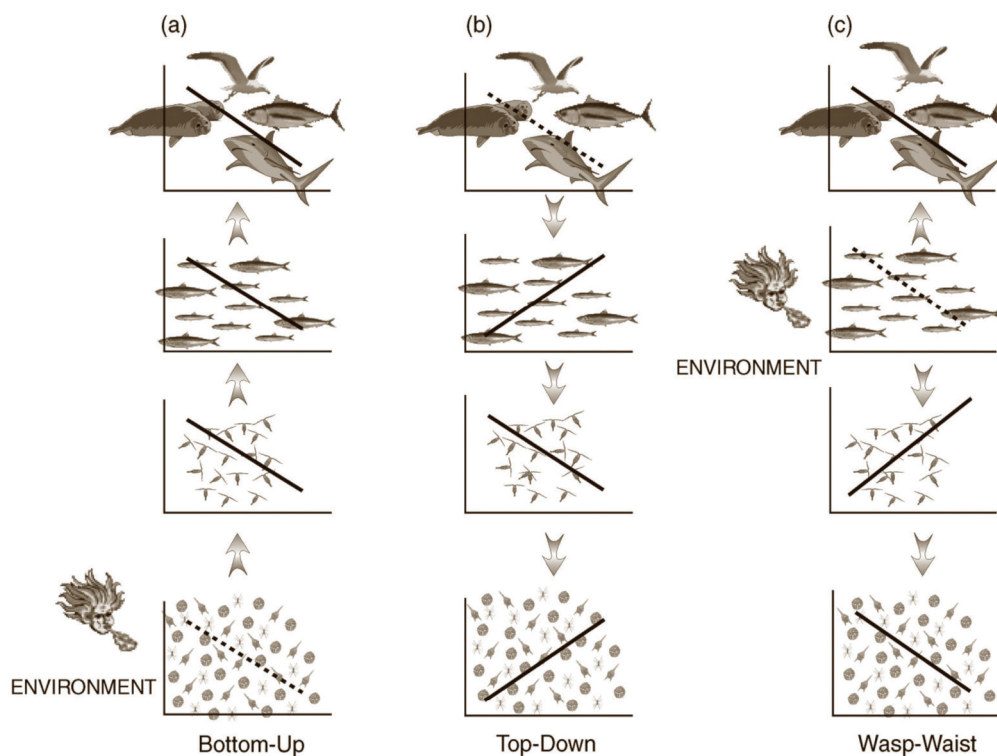 (a)
(b)
(c)
ENVIRONMENT
ENVIRONMENT
Bottom-Up
Top-Down
Wasp-Waist